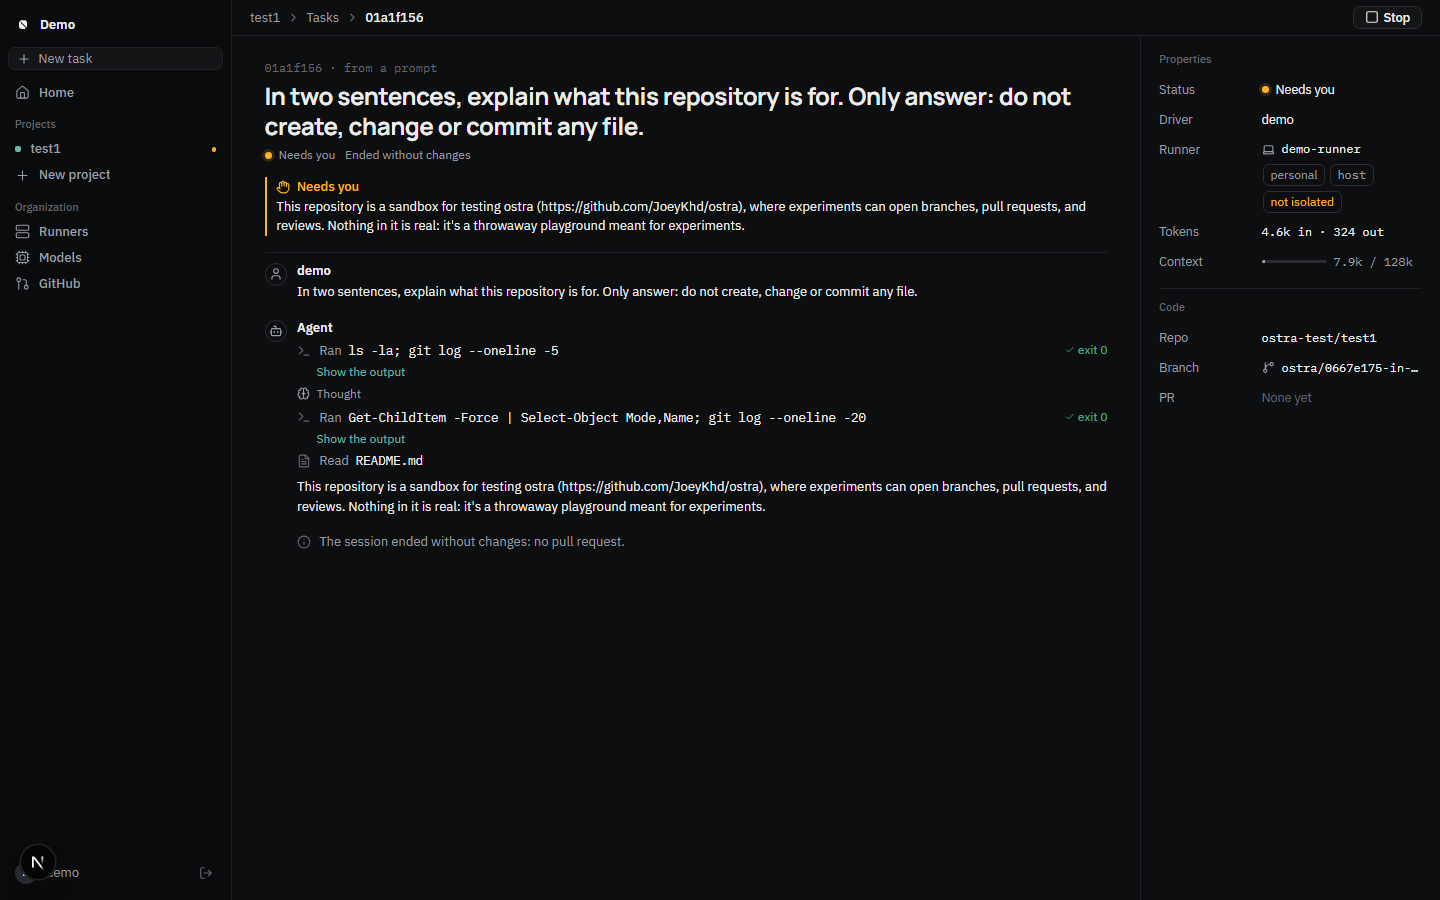 Demo
New task
Home
Projects
test1
New project
Organization
Runners
Models
GitHub
test1 > Tasks > 01a1f156
Stop
01a1f156 · from a prompt
In two sentences, explain what this repository is for. Only answer: do not
create, change or commit any file.
Needs you Ended without changes
Needs you
This repository is a sandbox for testing ostra (https://github.com/JoeyKhd/ostra), where experiments can open branches, pull requests, and
reviews. Nothing in it is real: it's a throwaway playground meant for experiments.
demo
In two sentences, explain what this repository is for. Only answer: do not create, change or commit any file.
Agent
Ran ls -la; git log --oneline -5
exit 0
Show the output
Thought
Ran Get-ChildItem -Force | Select-Object Mode,Name; git log --oneline -20
exit 0
Show the output
Read README.md
This repository is a sandbox for testing ostra (https://github.com/JoeyKhd/ostra), where experiments can open branches, pull requests, and
reviews. Nothing in it is real: it's a throwaway playground meant for experiments.
The session ended without changes: no pull request.
Properties
Status Needs you
Driver demo
Runner demo-runner
personal host
not isolated
Tokens 4.6k in · 324 out
Context 7.9k / 128k
Code
Repo ostra-test/test1
Branch ostra/0667e175-in-…
PR None yet
N
emo